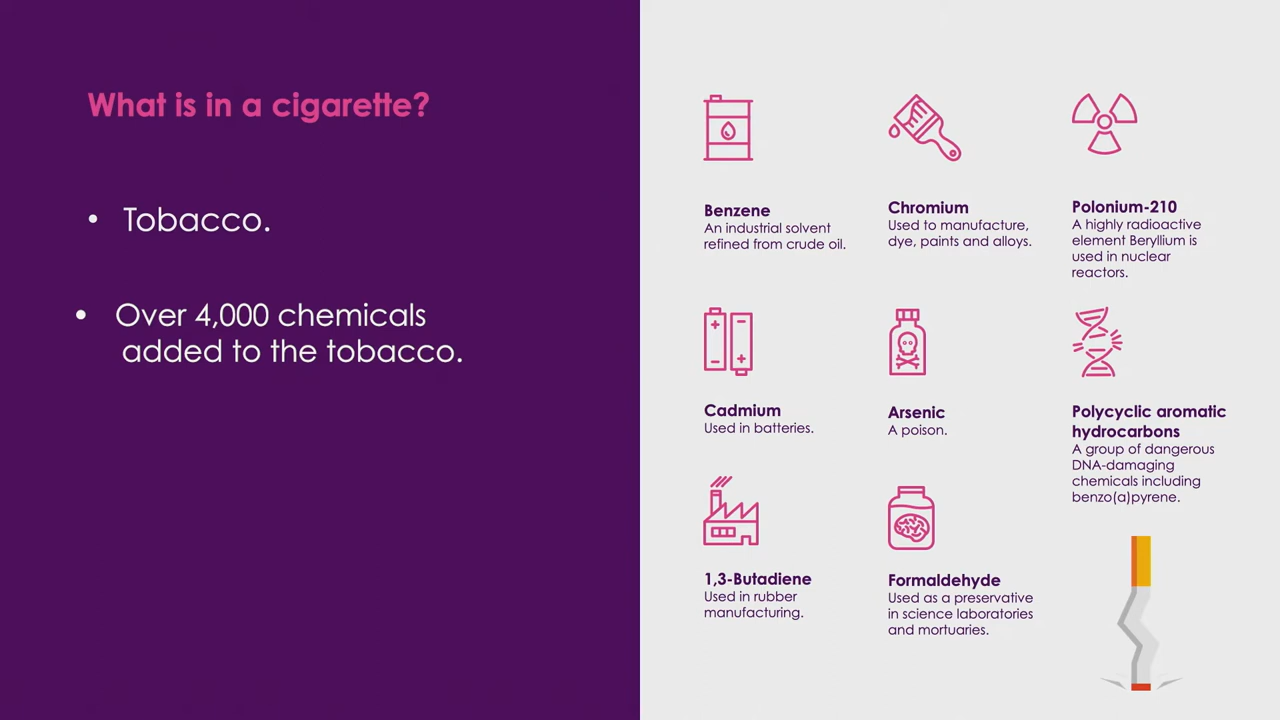 What is in a cigarette?
• Tobacco.
• Over 4,000 chemicals
added to the tobacco.
Benzene
An industrial solvent
refined from crude oil.
Chromium
Used to manufacture,
dye, paints and alloys.
Polonium-210
A highly radioactive
element Beryllium is
used in nuclear
reactors.
Cadmium
Used in batteries.
Arsenic
A poison.
Polycyclic aromatic
hydrocarbons
A group of dangerous
DNA-damaging
chemicals including
benzo(a)pyrene.
1,3-Butadiene
Used in rubber
manufacturing.
Formaldehyde
Used as a preservative
in science laboratories
and mortuaries.